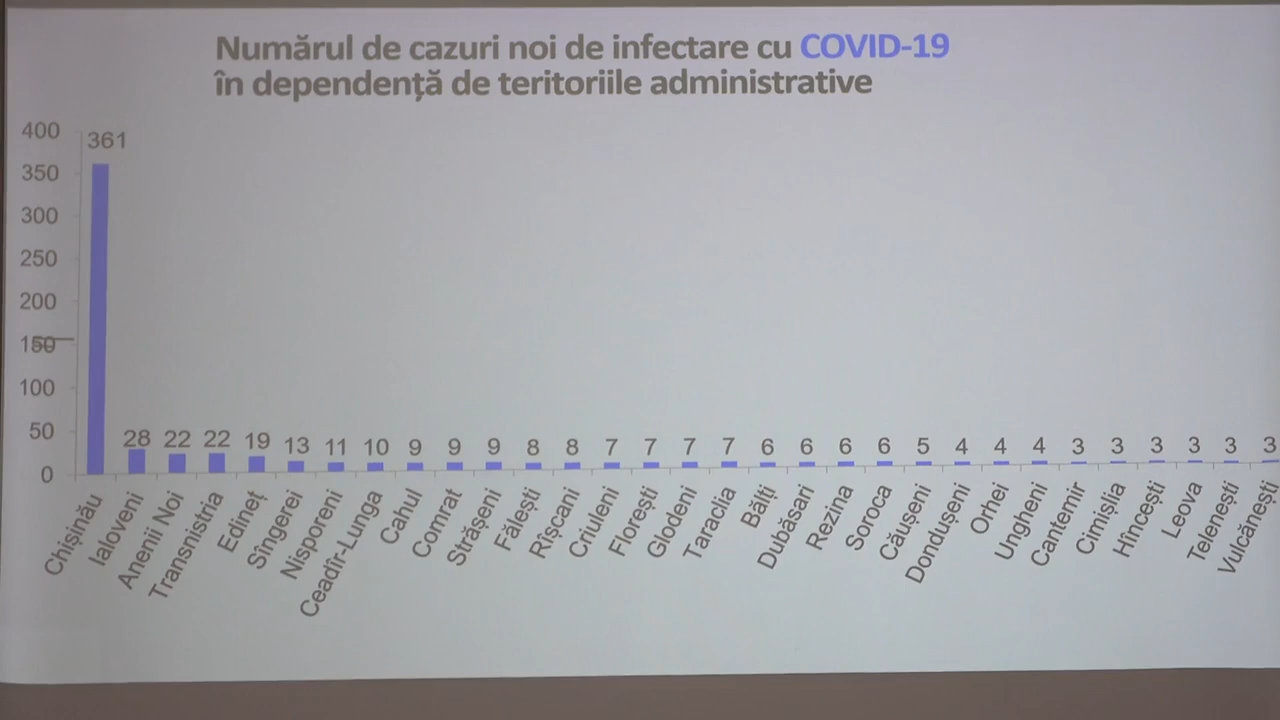 Numărul de cazuri noi de infectare cu COVID-19
în dependență de teritoriile administrative
400
350
300
250
200
150
100
50
0
361
28
22
22
19
13
11
10
9
9
9
8
8
7
7
7
7
6
6
6
6
5
4
4
4
3
3
3
3
3
3
Chișinău
Ialoveni
Anenii Noi
Transnistria
Edineț
Sîngerei
Nisporeni
Ceadîr-Lunga
Cahul
Comrat
Strășeni
Fălești
Rîșcani
Criuleni
Florești
Glodeni
Taraclia
Bălți
Dubăsari
Rezina
Soroca
Căușeni
Dondușeni
Orhei
Ungheni
Cantemir
Cimișlia
Hîncești
Leova
Telenești
Vulcănești